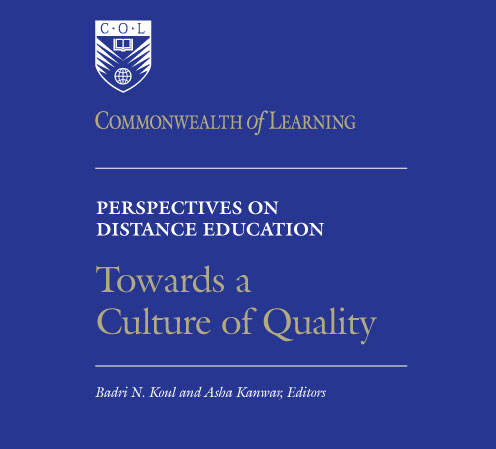 C·O·L
COMMONWEALTH of LEARNING
PERSPECTIVES ON
DISTANCE EDUCATION
Towards a
Culture of Quality
Badri N. Koul and Asha Kanwar, Editors